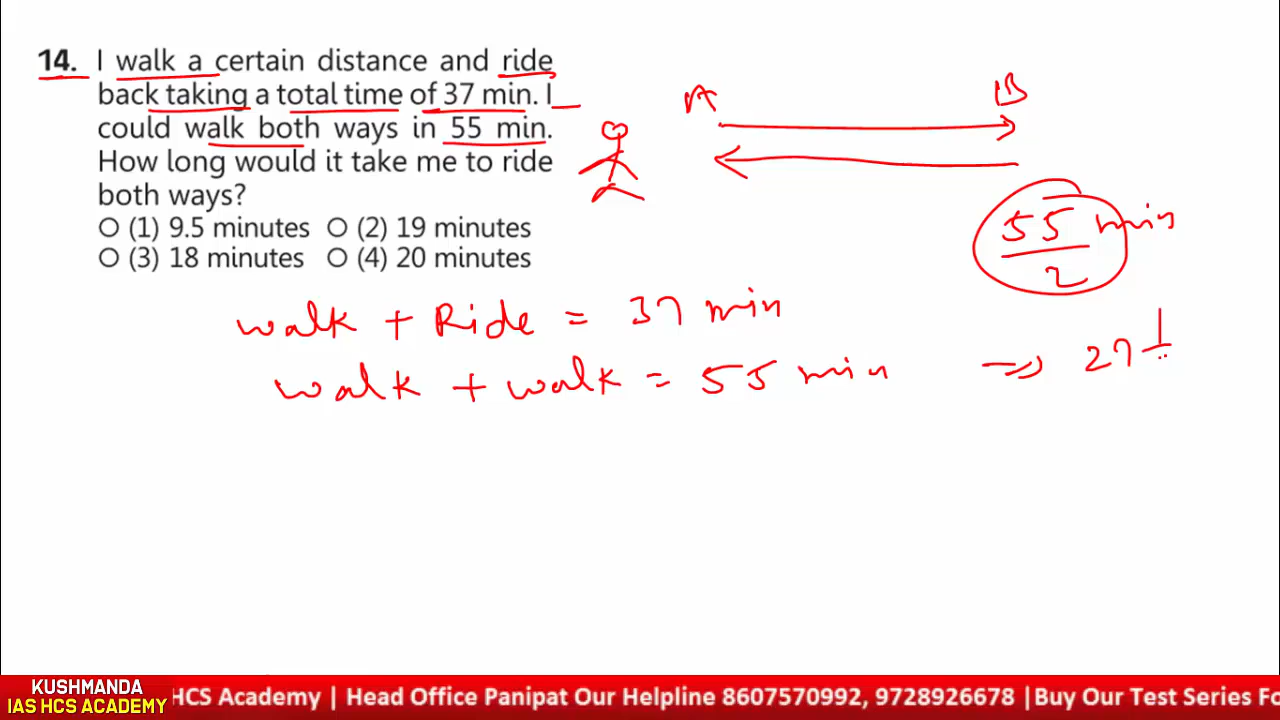 14. I walk a certain distance and ride
back taking a total time of 37 min. I
could walk both ways in 55 min.
How long would it take me to ride
both ways?
O (1) 9.5 minutes O (2) 19 minutes
O (3) 18 minutes O (4) 20 minutes
A B
55 min
2
walk + Ride = 37 min
walk + walk = 55 min ⇒ 27 1
KUSHMANDA
IAS HCS ACADEMY
HCS Academy | Head Office Panipat Our Helpline 8607570992, 9728926678 |Buy Our Test Series Fo